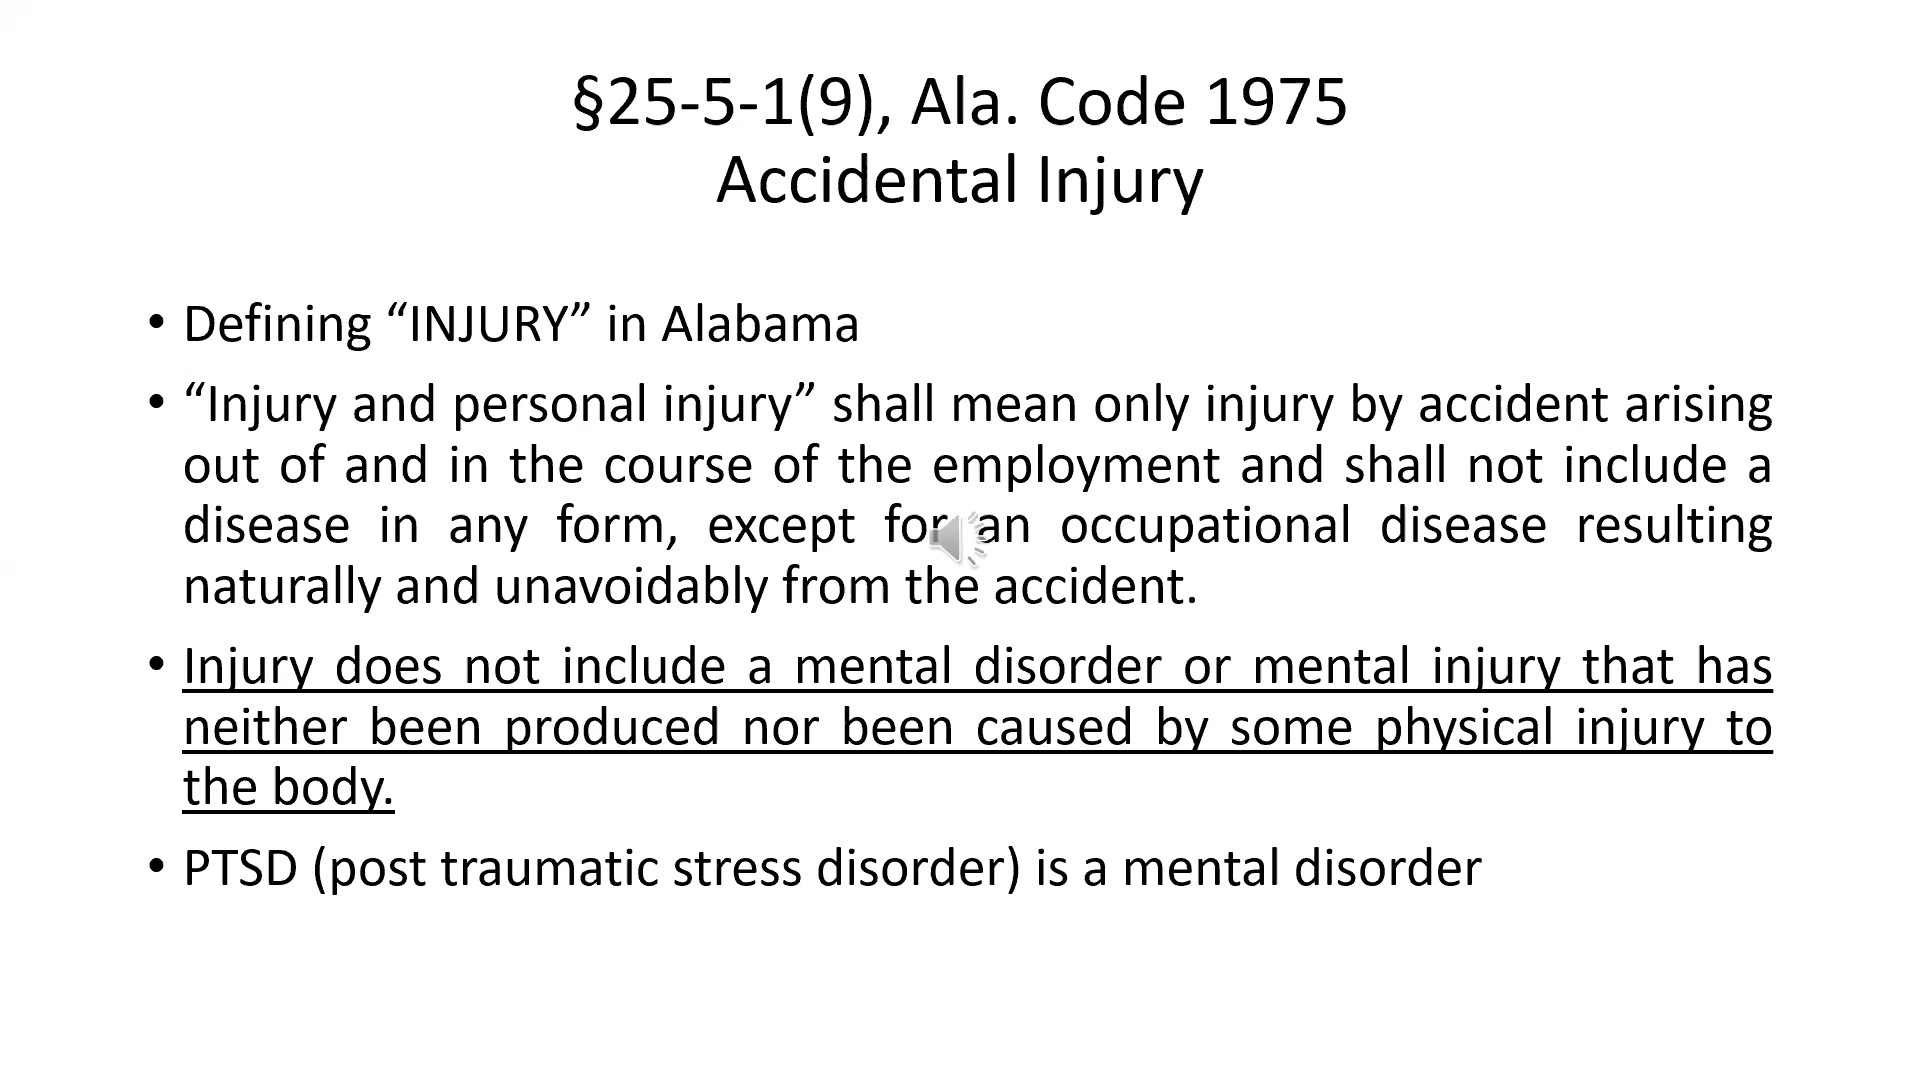 §25-5-1(9), Ala. Code 1975
Accidental Injury
• Defining “INJURY” in Alabama
• “Injury and personal injury” shall mean only injury by accident arising
out of and in the course of the employment and shall not include a
disease in any form, except for an occupational disease resulting
naturally and unavoidably from the accident.
• Injury does not include a mental disorder or mental injury that has
neither been produced nor been caused by some physical injury to
the body.
• PTSD (post traumatic stress disorder) is a mental disorder